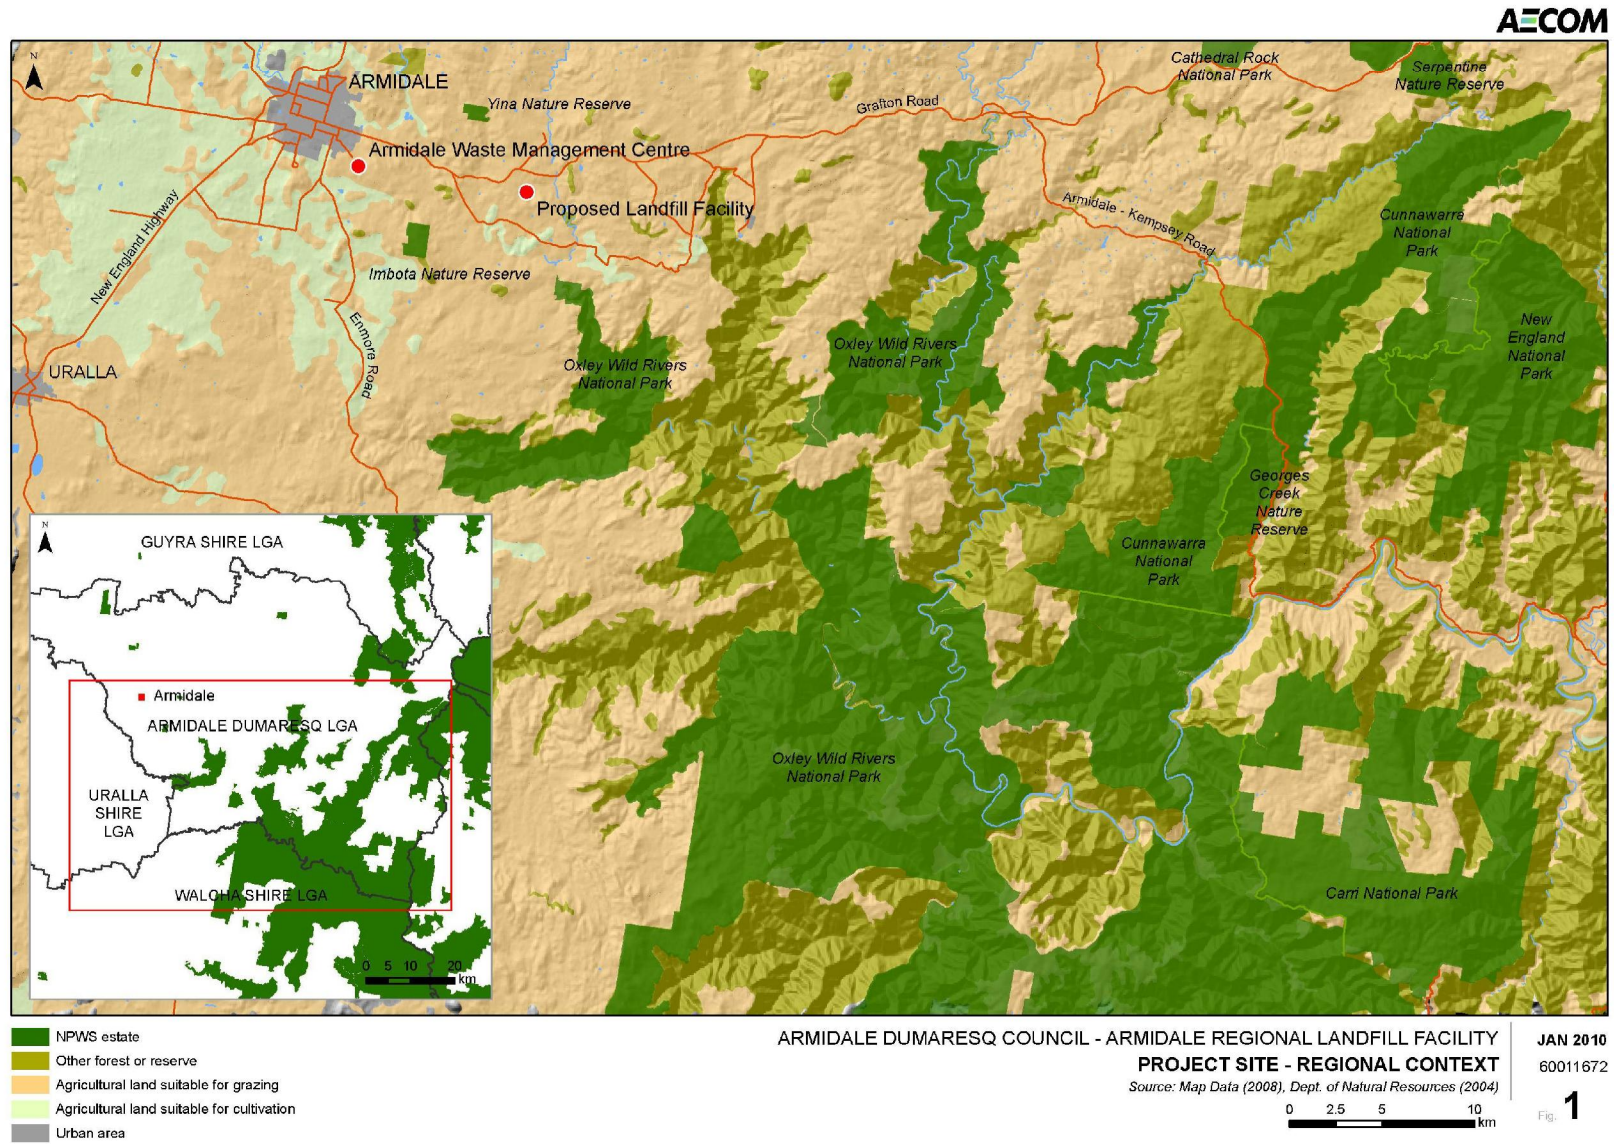 AECOM
N
ARMIDALE
Yina Nature Reserve
Grafton Road
Cathedral Rock
National Park
Serpentine
Nature Reserve
Armidale Waste Management Centre
Proposed Landfill Facility
New England Highway
Imbota Nature Reserve
Armidale - Kempsey Road
Cunnawarra
National
Park
Enmore Road
URALLA
Oxley Wild Rivers
National Park
Oxley Wild Rivers
National Park
New
England
National
Park
Georges
Creek
Nature
Reserve
Cunnawarra
National
Park
Oxley Wild Rivers
National Park
Carri National Park
N
GUYRA SHIRE LGA
Armidale
ARMIDALE DUMARESQ LGA
URALLA
SHIRE
LGA
WALCHA SHIRE LGA
0 5 10 20
km
NPWS estate
Other forest or reserve
Agricultural land suitable for grazing
Agricultural land suitable for cultivation
Urban area
ARMIDALE DUMARESQ COUNCIL - ARMIDALE REGIONAL LANDFILL FACILITY
PROJECT SITE - REGIONAL CONTEXT
Source: Map Data (2008), Dept. of Natural Resources (2004)
0 2.5 5 10
km
JAN 2010
60011672
Fig. 1